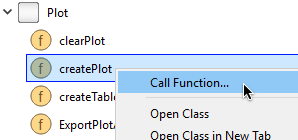 Plot
f clearPlot
f createPlot
Call Function...
f createTable
Open Class
f ExportPlot
Open Class in New Tab